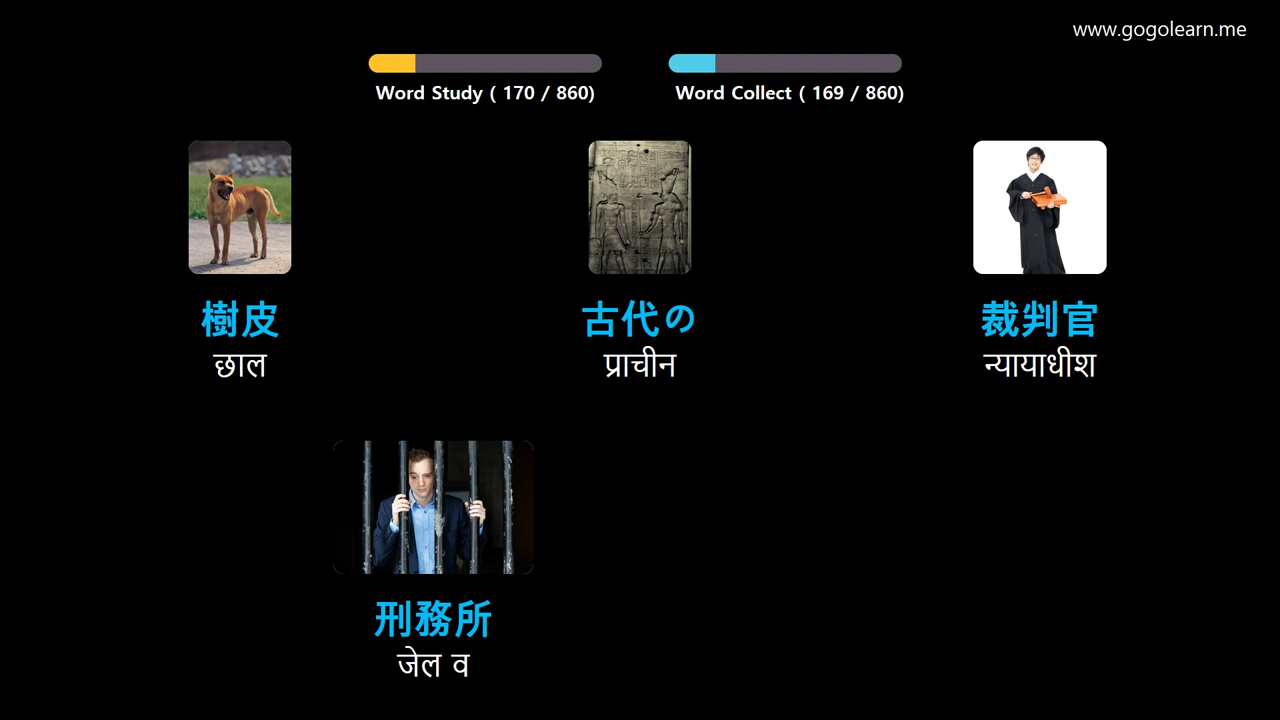 www.gogolearn.me
Word Study ( 170 / 860)
Word Collect ( 169 / 860)
樹皮
छाल
古代の
प्राचीन
裁判官
न्यायाधीश
刑務所
जेल व